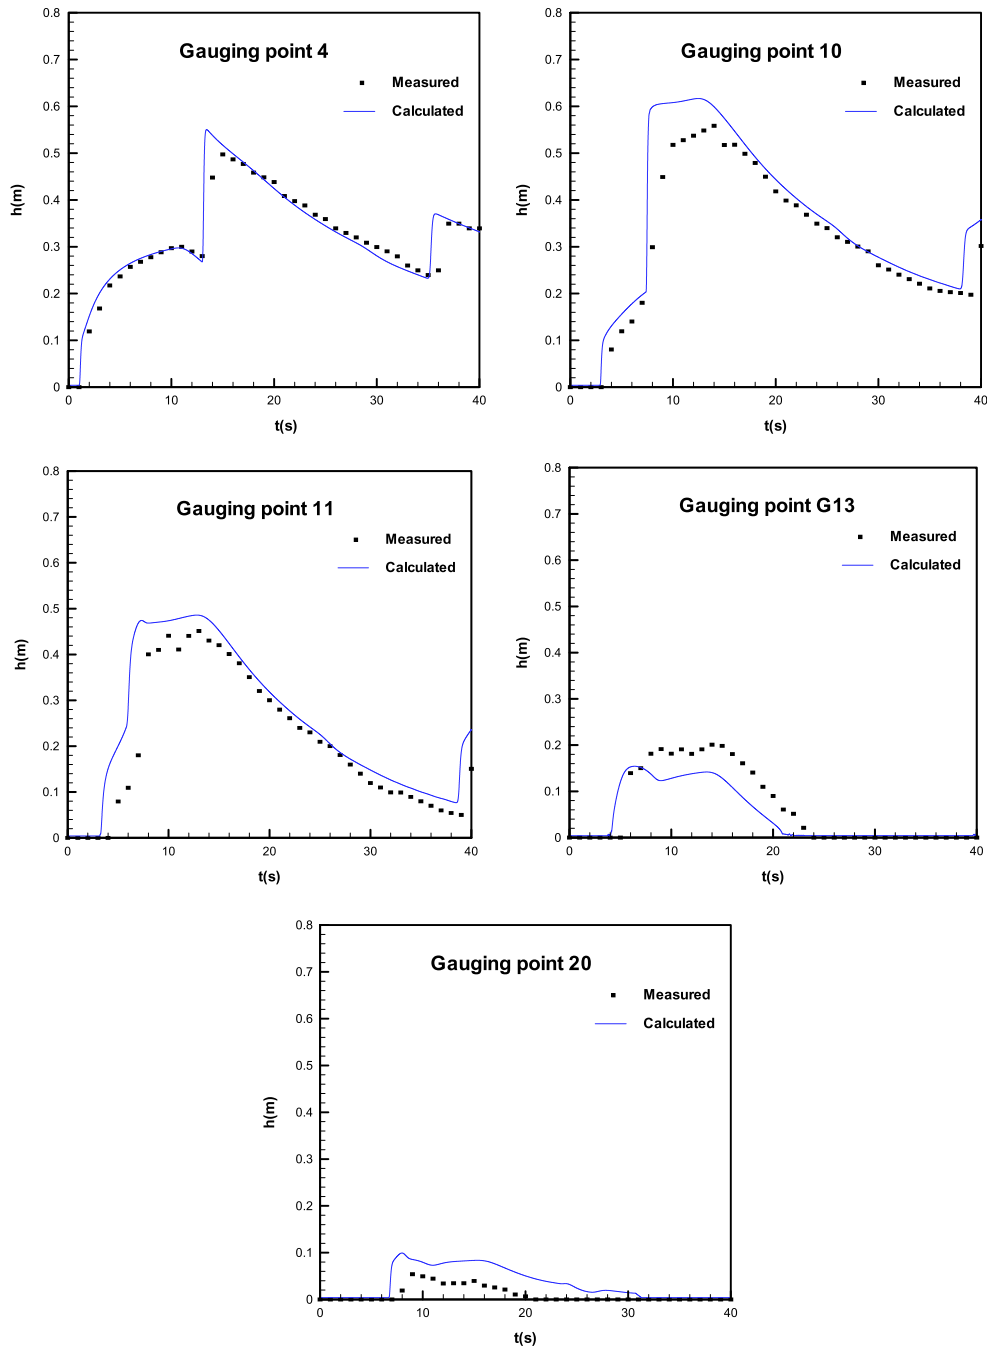 Gauging point 4
Measured
Calculated
h(m)
0.8
0.7
0.6
0.5
0.4
0.3
0.2
0.1
0
0 10 20 30 40
t(s)
Gauging point 10
Measured
Calculated
h(m)
0.8
0.7
0.6
0.5
0.4
0.3
0.2
0.1
0
0 10 20 30 40
t(s)
Gauging point 11
Measured
Calculated
h(m)
0.8
0.7
0.6
0.5
0.4
0.3
0.2
0.1
0
0 10 20 30 40
t(s)
Gauging point G13
Measured
Calculated
h(m)
0.8
0.7
0.6
0.5
0.4
0.3
0.2
0.1
0
0 10 20 30 40
t(s)
Gauging point 20
Measured
Calculated
h(m)
0.8
0.7
0.6
0.5
0.4
0.3
0.2
0.1
0
0 10 20 30 40
t(s)